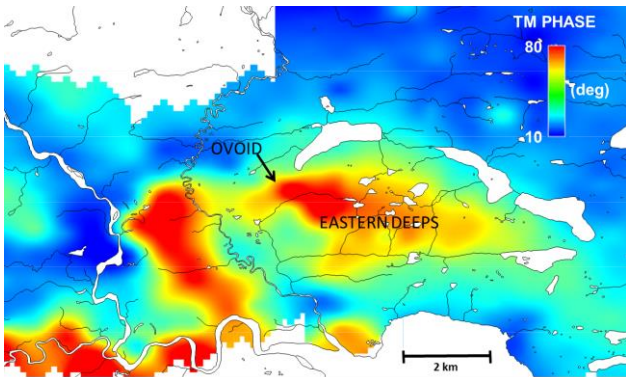 TM PHASE
80
(deg)
10
OVOID
EASTERN DEEPS
2 km